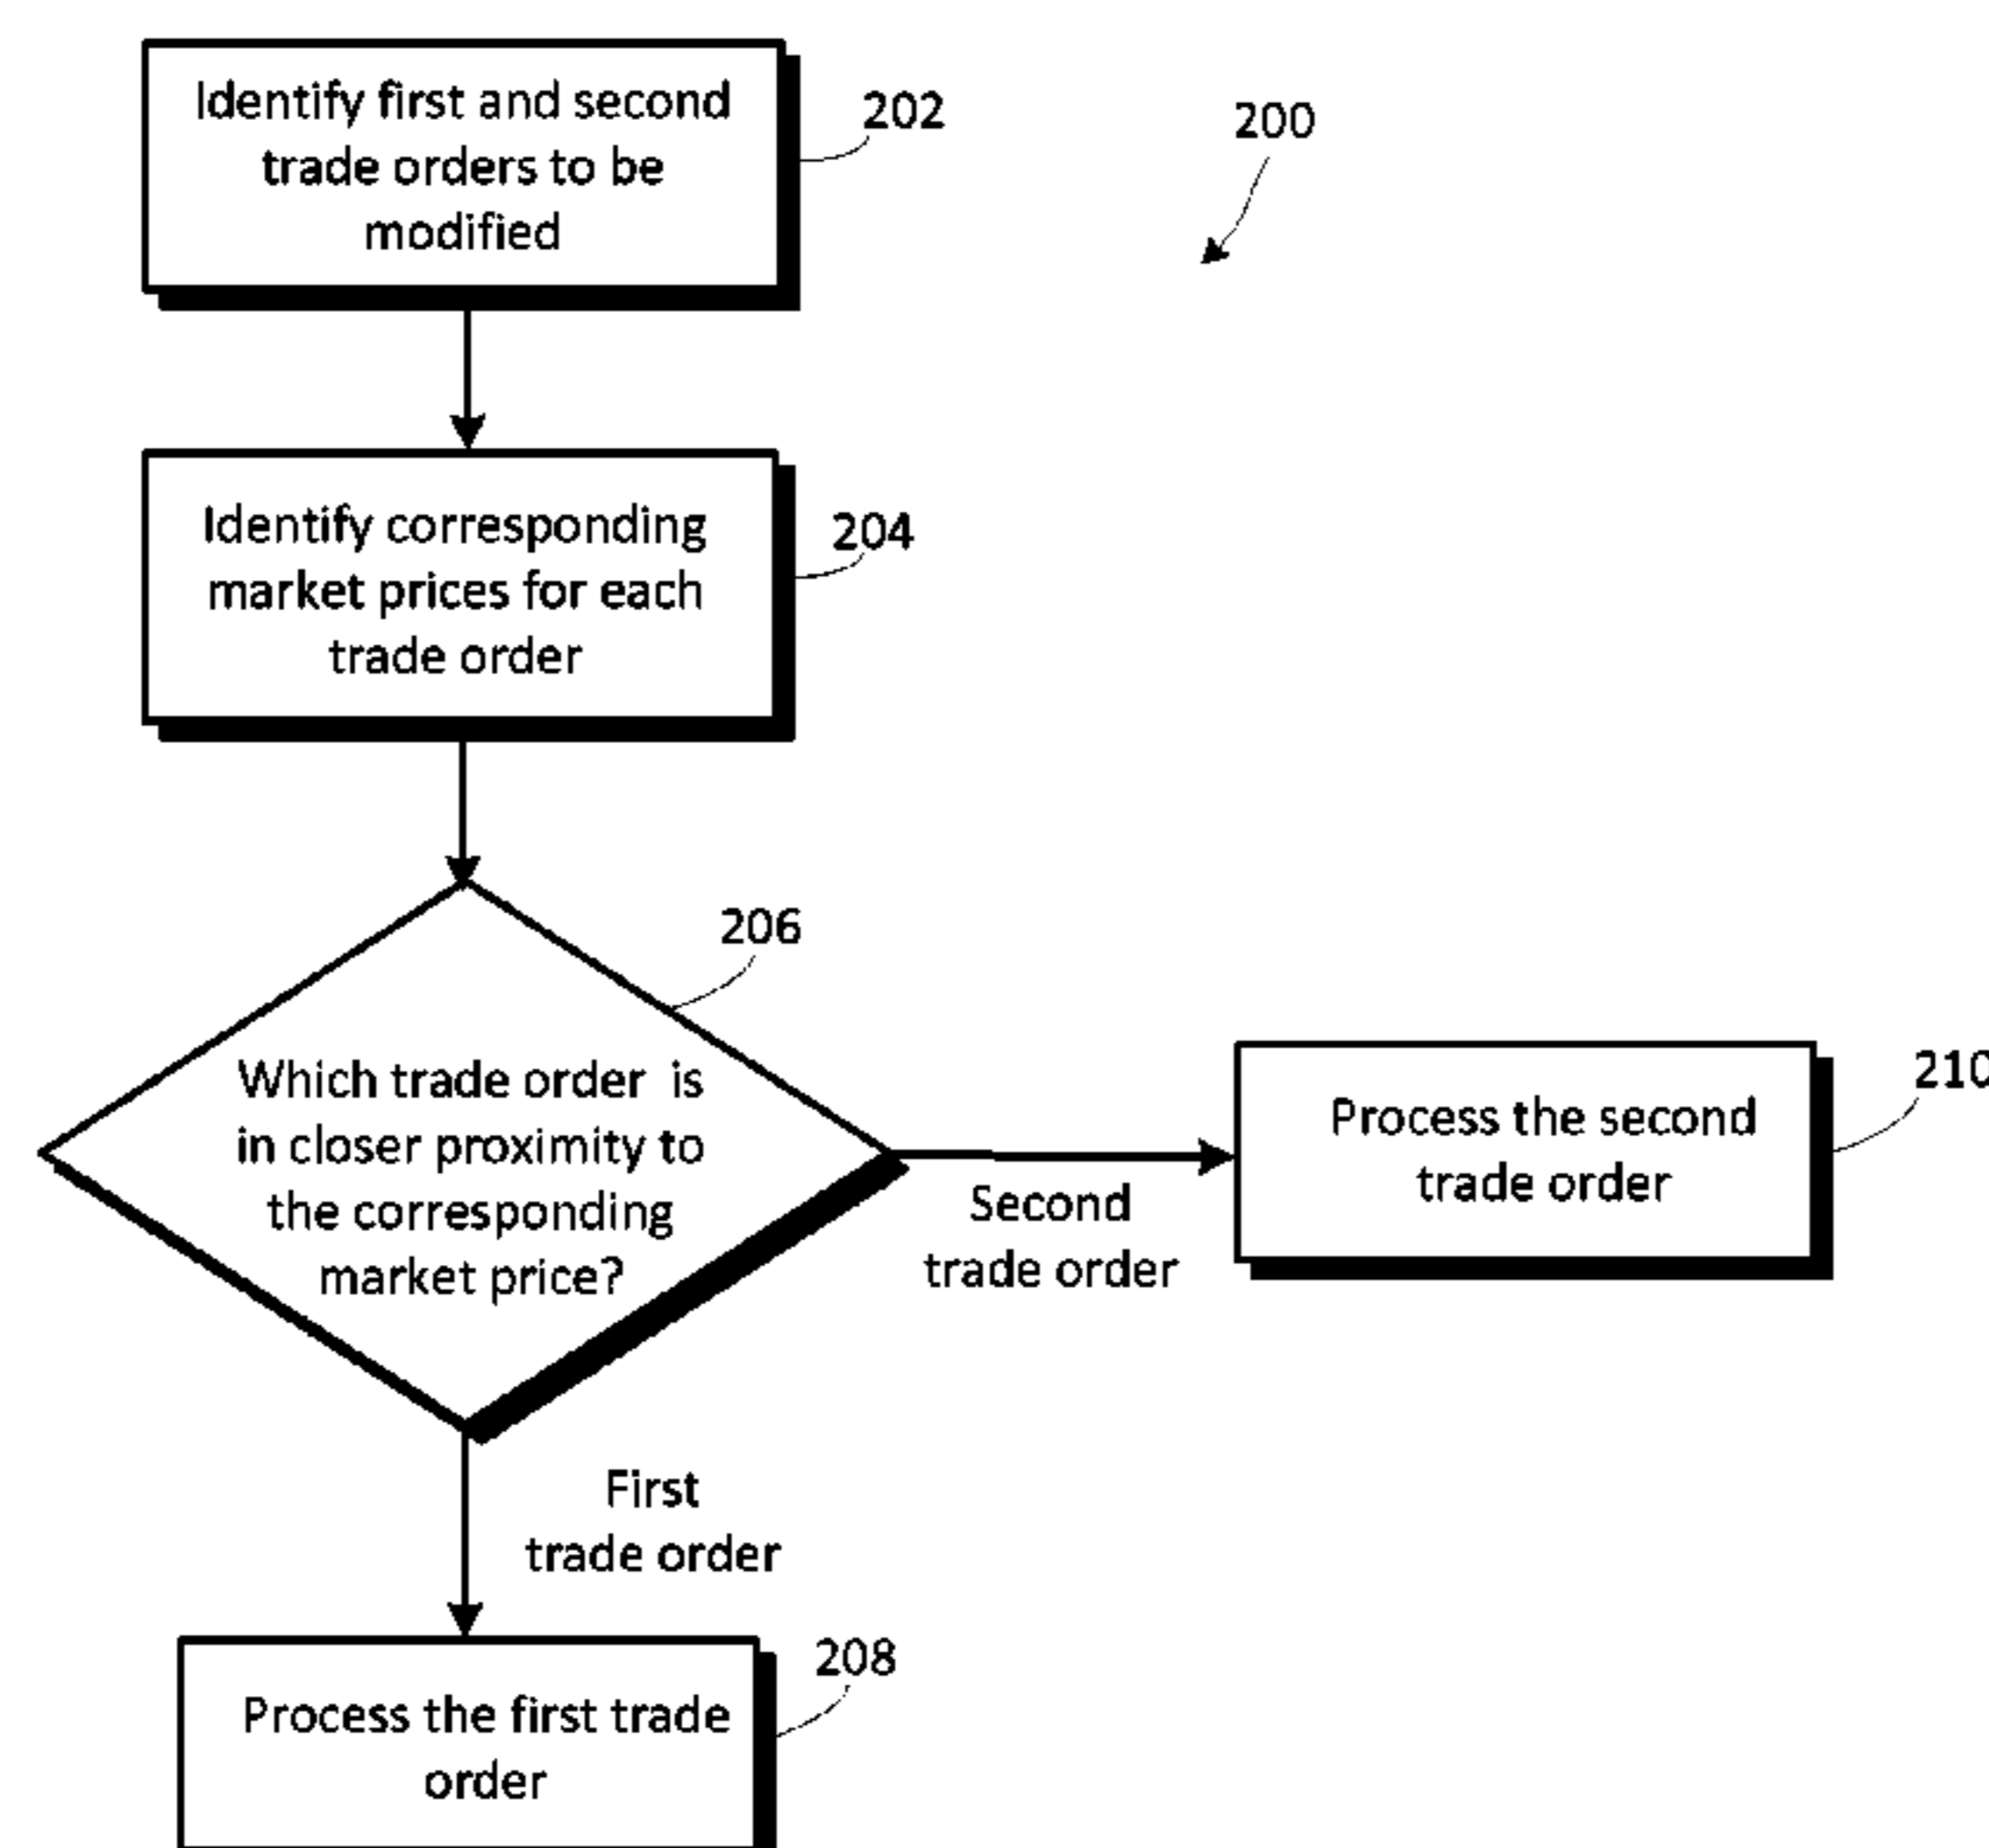 Identify first and second
trade orders to be
modified
202
200
Identify corresponding
market prices for each
trade order
204
206
Which trade order is
in closer proximity to
the corresponding
market price?
Second
trade order
Process the second
trade order
210
First
trade order
208
Process the first trade
order